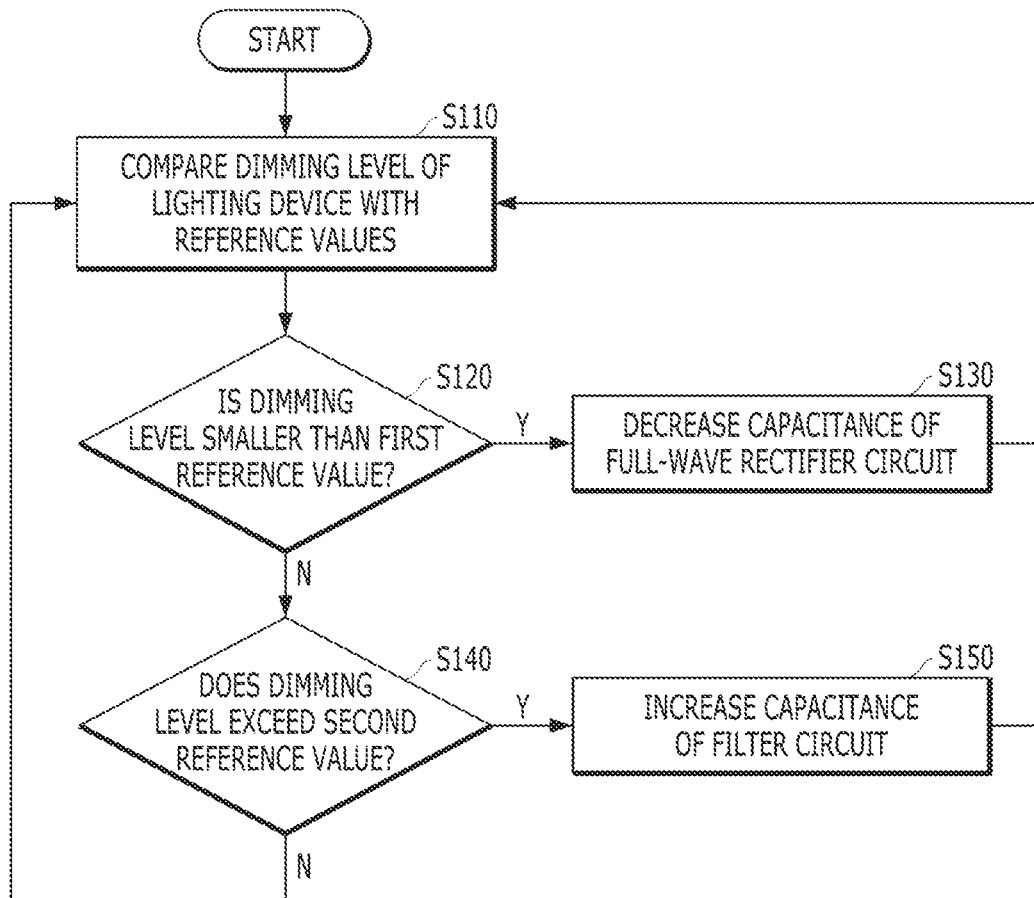 START
S110
COMPARE DIMMING LEVEL OF
LIGHTING DEVICE WITH
REFERENCE VALUES
S120
IS DIMMING
LEVEL SMALLER THAN FIRST
REFERENCE VALUE?
Y
S130
DECREASE CAPACITANCE OF
FULL-WAVE RECTIFIER CIRCUIT
N
S140
DOES DIMMING
LEVEL EXCEED SECOND
REFERENCE VALUE?
Y
S150
INCREASE CAPACITANCE
OF FILTER CIRCUIT
N